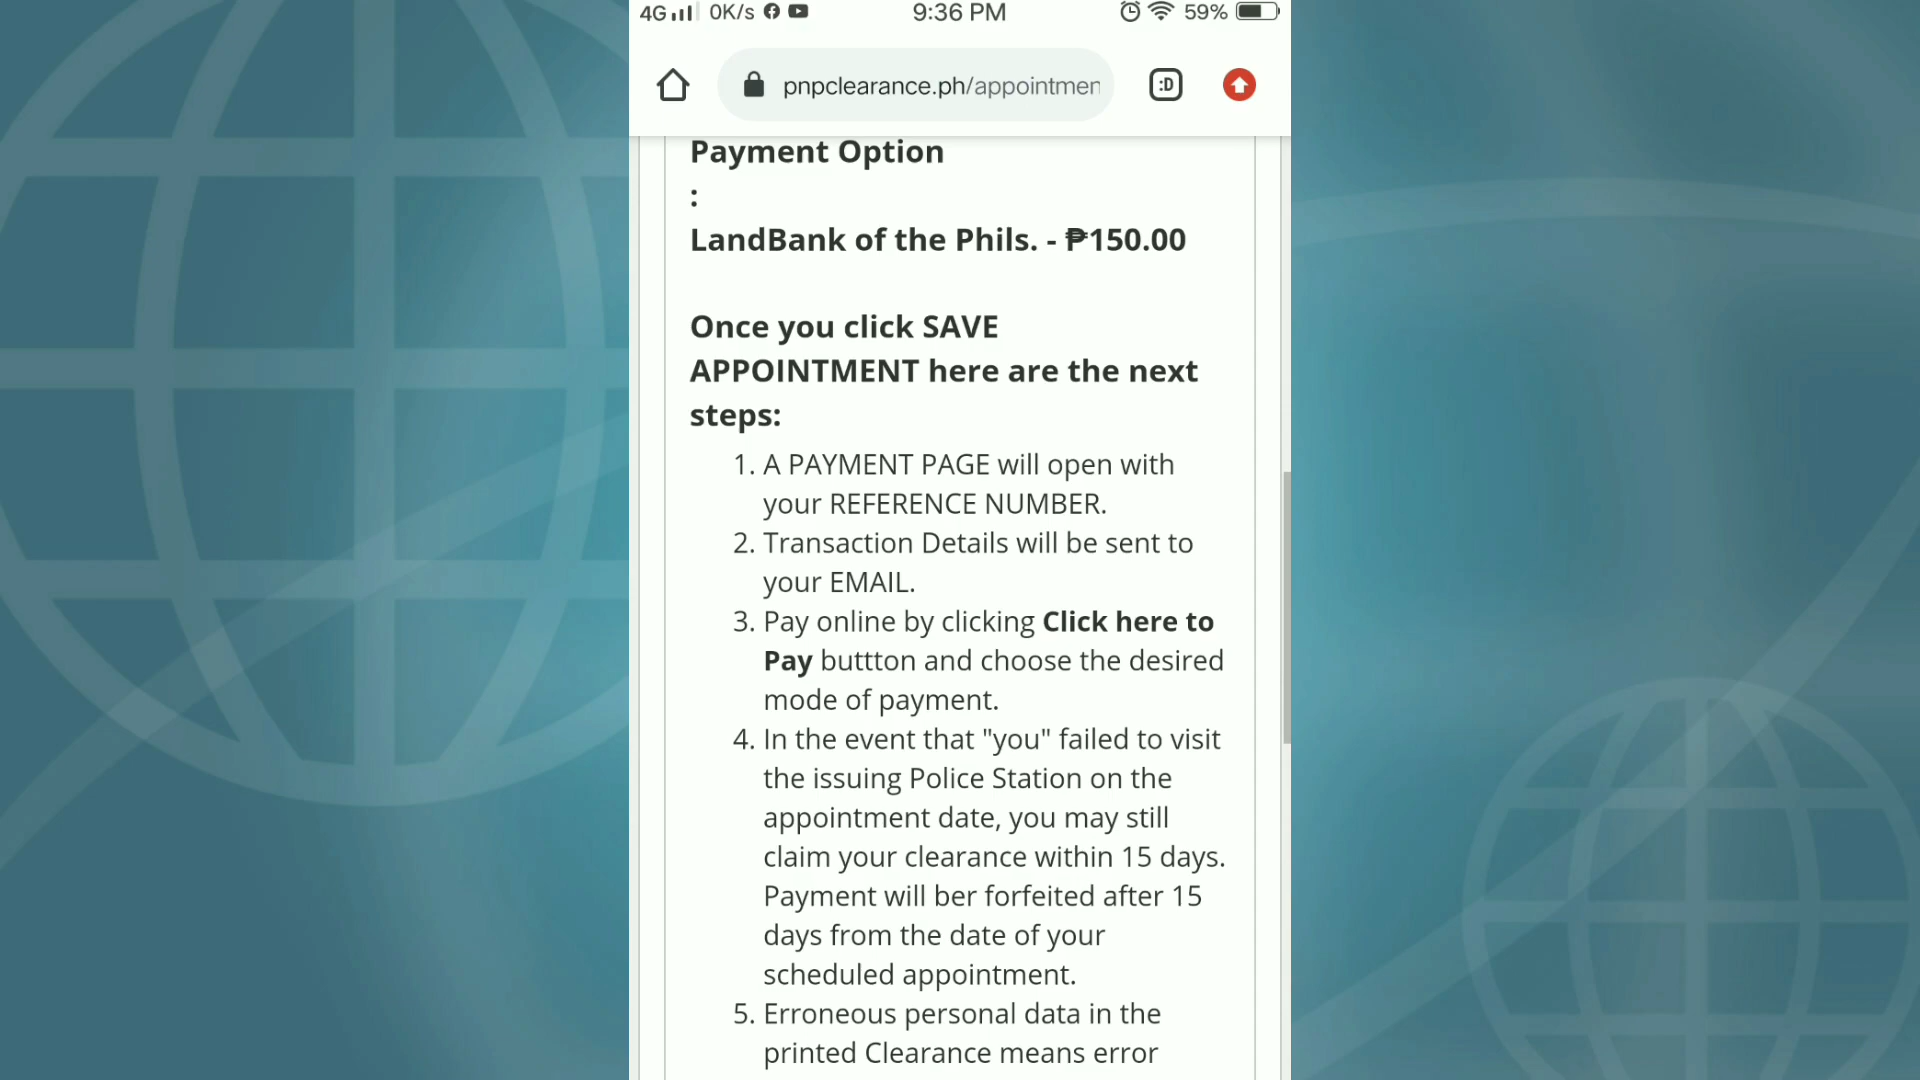 4G 0K/s 9:36 PM 59%
pnpclearance.ph/appointmen :D
Payment Option
:
LandBank of the Phils. - ₱150.00
Once you click SAVE
APPOINTMENT here are the next
steps:
1. A PAYMENT PAGE will open with
your REFERENCE NUMBER.
2. Transaction Details will be sent to
your EMAIL.
3. Pay online by clicking Click here to
Pay buttton and choose the desired
mode of payment.
4. In the event that "you" failed to visit
the issuing Police Station on the
appointment date, you may still
claim your clearance within 15 days.
Payment will ber forfeited after 15
days from the date of your
scheduled appointment.
5. Erroneous personal data in the
printed Clearance means error